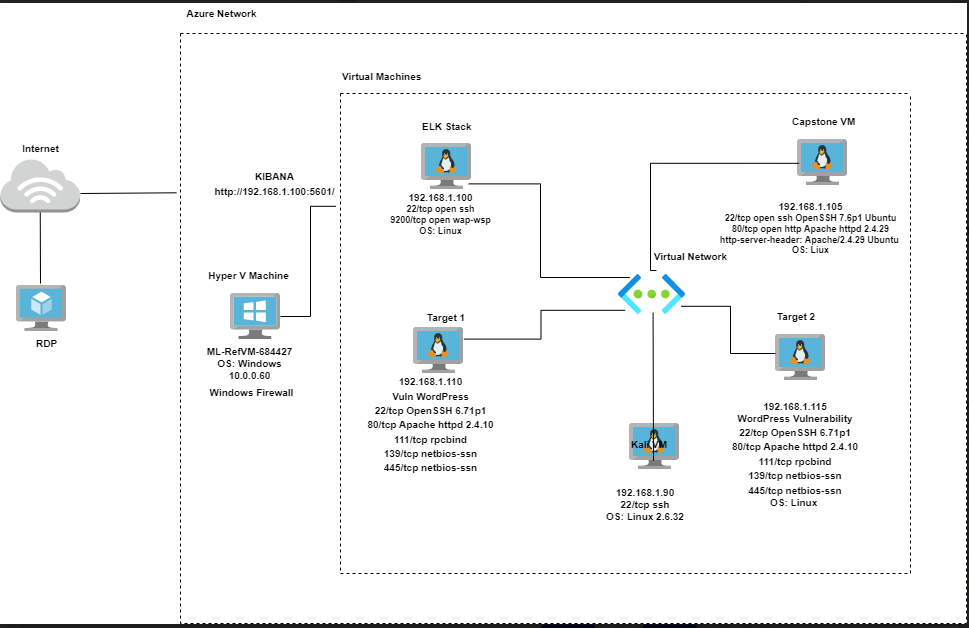 Azure Network
Virtual Machines
Internet
RDP
KIBANA
http://192.168.1.100:5601/
Hyper V Machine
ML-RefVM-684427
OS: Windows
10.0.0.60
Windows Firewall
ELK Stack
192.168.1.100
22/tcp open ssh
9200/tcp open wap-wsp
OS: Linux
Capstone VM
192.168.1.105
22/tcp open ssh OpenSSH 7.6p1 Ubuntu
80/tcp open http Apache httpd 2.4.29
http-server-header: Apache/2.4.29 Ubuntu
OS: Liux
Virtual Network
Target 1
192.168.1.110
Vuln WordPress
22/tcp OpenSSH 6.71p1
80/tcp Apache httpd 2.4.10
111/tcp rpcbind
139/tcp netbios-ssn
445/tcp netbios-ssn
Target 2
192.168.1.115
WordPress Vulnerability
22/tcp OpenSSH 6.71p1
80/tcp Apache httpd 2.4.10
111/tcp rpcbind
139/tcp netbios-ssn
445/tcp netbios-ssn
OS: Linux
Kali VM
192.168.1.90
22/tcp ssh
OS: Linux 2.6.32